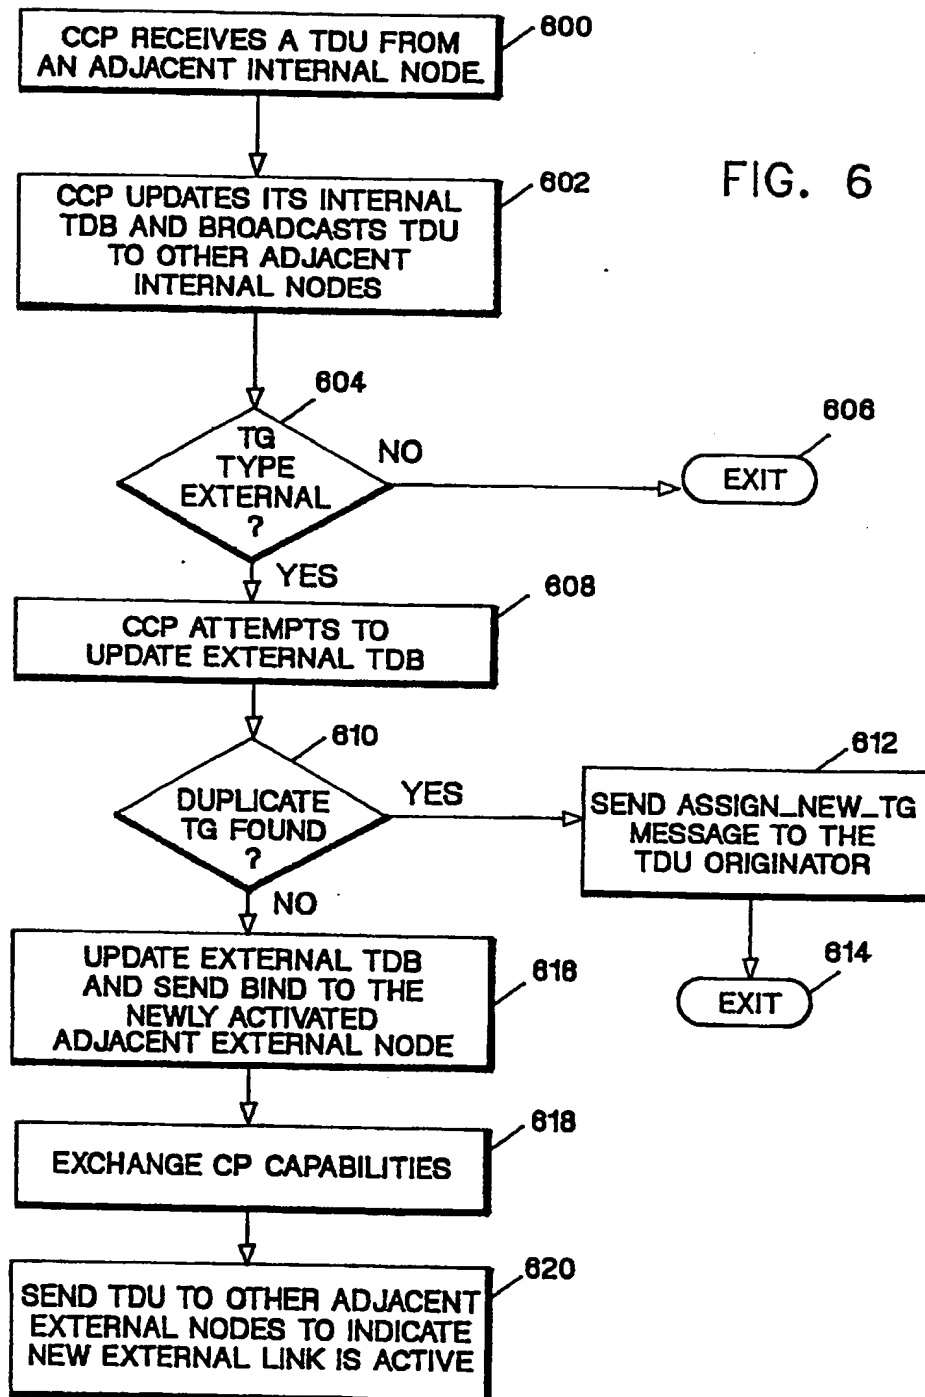 CCP RECEIVES A TDU FROM
AN ADJACENT INTERNAL NODE.
600
CCP UPDATES ITS INTERNAL
TDB AND BROADCASTS TDU
TO OTHER ADJACENT
INTERNAL NODES
602
FIG. 6
604
TG
TYPE
EXTERNAL
?
NO
606
EXIT
YES
608
CCP ATTEMPTS TO
UPDATE EXTERNAL TDB
610
DUPLICATE
TG FOUND
?
YES
612
SEND ASSIGN_NEW_TG
MESSAGE TO THE
TDU ORIGINATOR
614
EXIT
NO
UPDATE EXTERNAL TDB
AND SEND BIND TO THE
NEWLY ACTIVATED
ADJACENT EXTERNAL NODE
616
618
EXCHANGE CP CAPABILITIES
620
SEND TDU TO OTHER ADJACENT
EXTERNAL NODES TO INDICATE
NEW EXTERNAL LINK IS ACTIVE